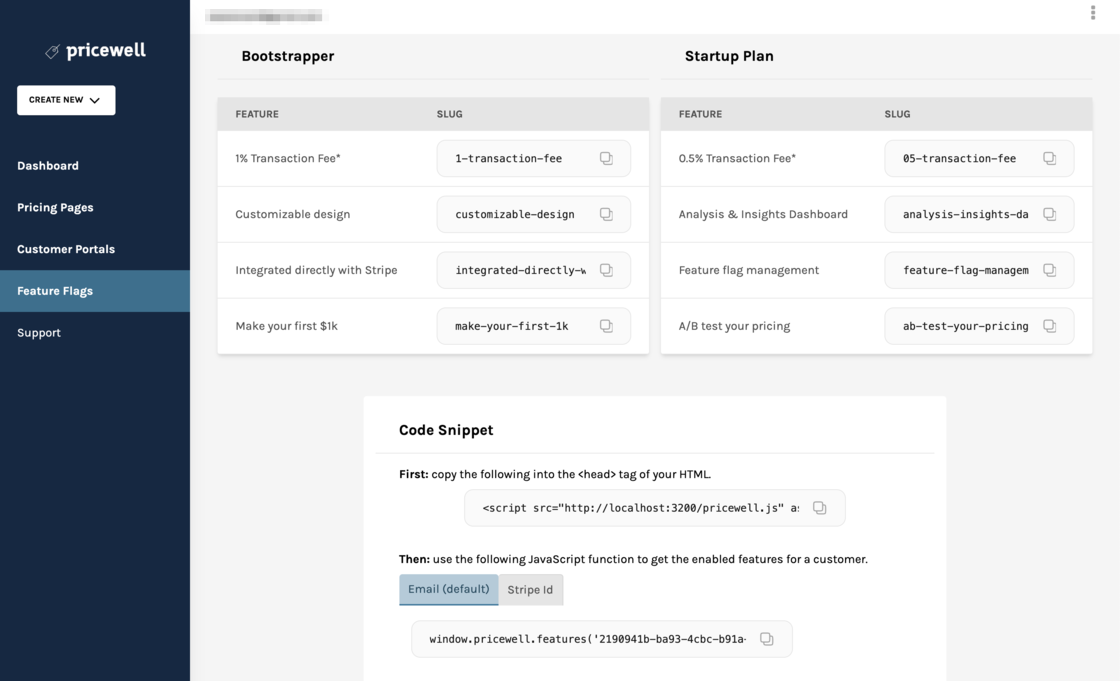 pricewell
CREATE NEW
Dashboard
Pricing Pages
Customer Portals
Feature Flags
Support
Bootstrapper
FEATURE SLUG
1% Transaction Fee* 1-transaction-fee
Customizable design customizable-design
Integrated directly with Stripe integrated-directly-w
Make your first $1k make-your-first-1k
Startup Plan
FEATURE SLUG
0.5% Transaction Fee* 05-transaction-fee
Analysis & Insights Dashboard analysis-insights-da
Feature flag management feature-flag-managem
A/B test your pricing ab-test-your-pricing
Code Snippet
First: copy the following into the <head> tag of your HTML.
<script src="http://localhost:3200/pricewell.js" as
Then: use the following JavaScript function to get the enabled features for a customer.
Email (default) Stripe Id
window.pricewell.features('2190941b-ba93-4cbc-b91a-